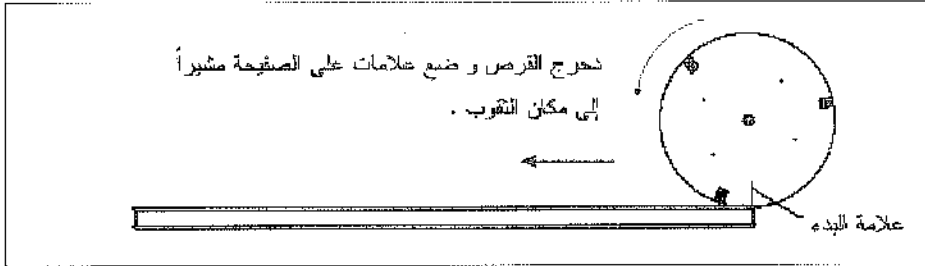 دحرج القرص و ضع علامات على الصفيحة مشيراً
إلى مكان الثقوب .
علامة البدء